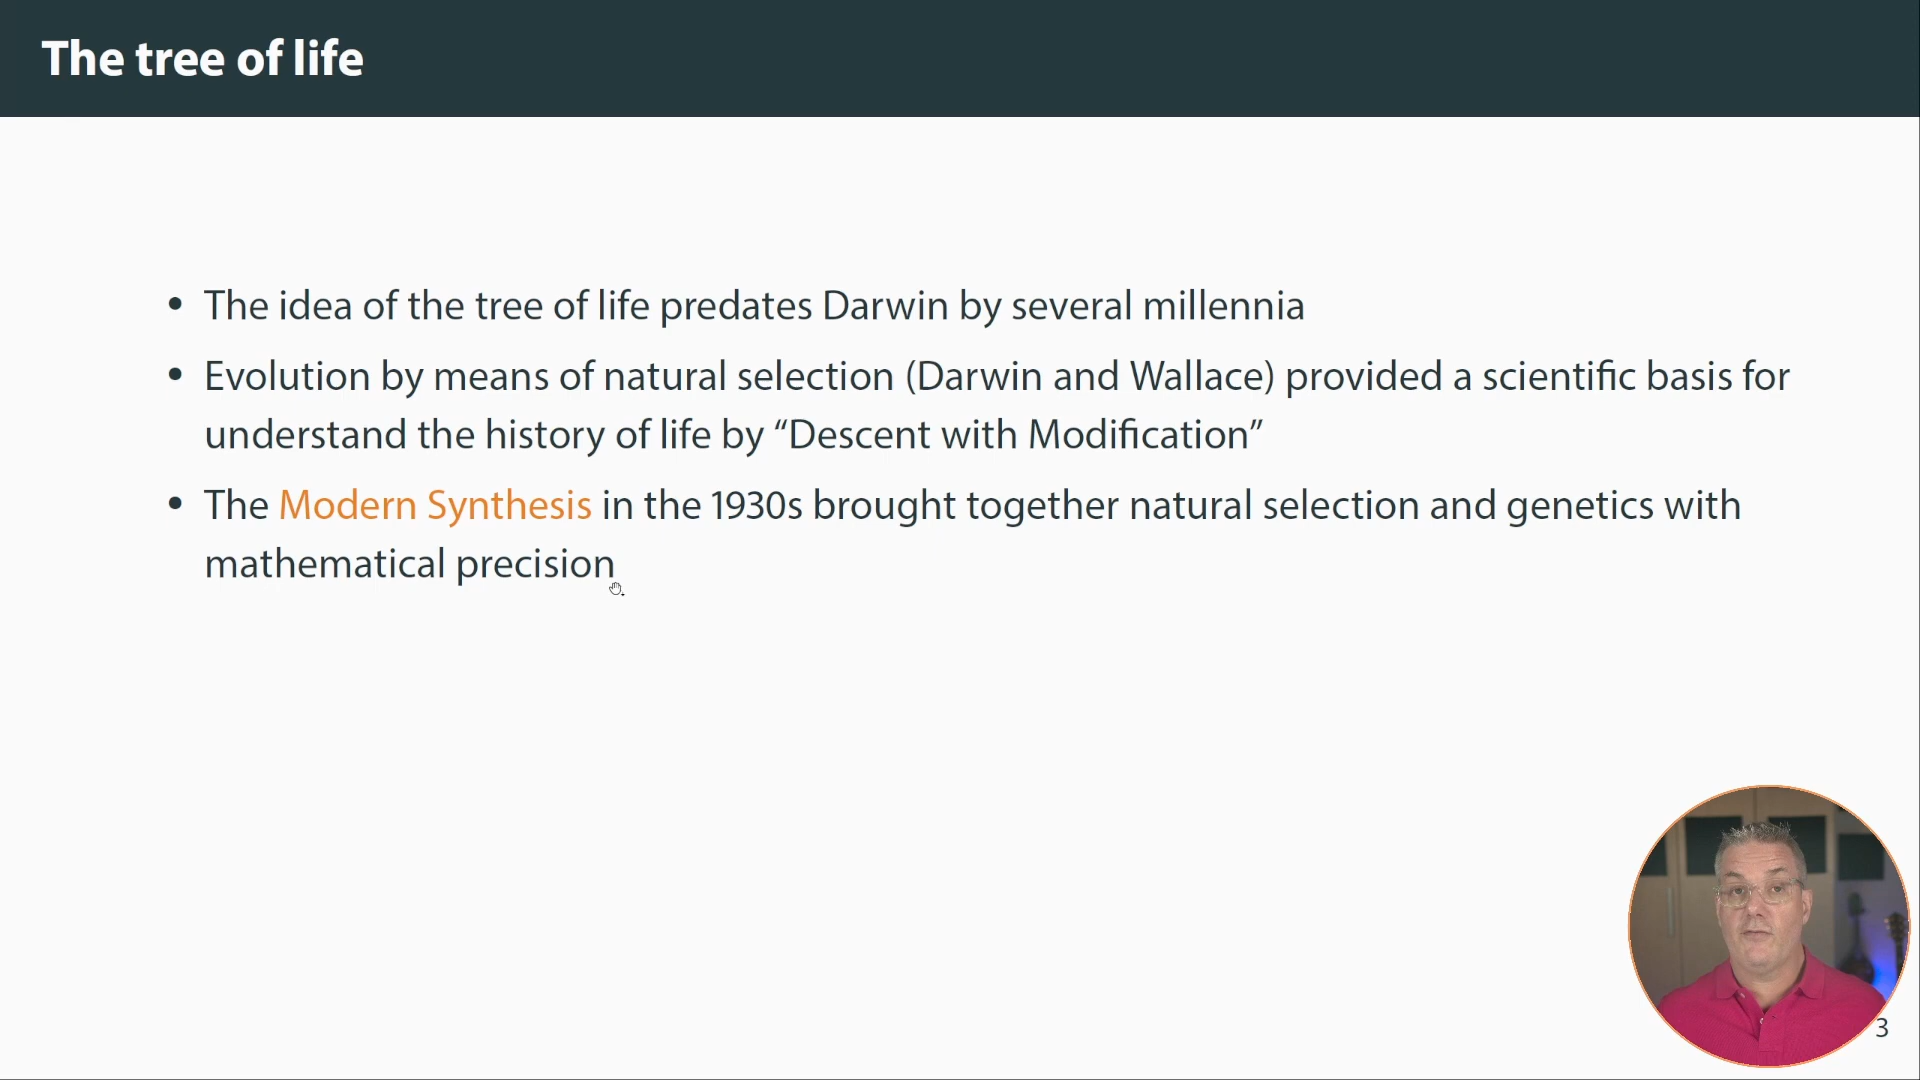 The tree of life
• The idea of the tree of life predates Darwin by several millennia
• Evolution by means of natural selection (Darwin and Wallace) provided a scientific basis for
understand the history of life by “Descent with Modification”
• The Modern Synthesis in the 1930s brought together natural selection and genetics with
mathematical precision
3